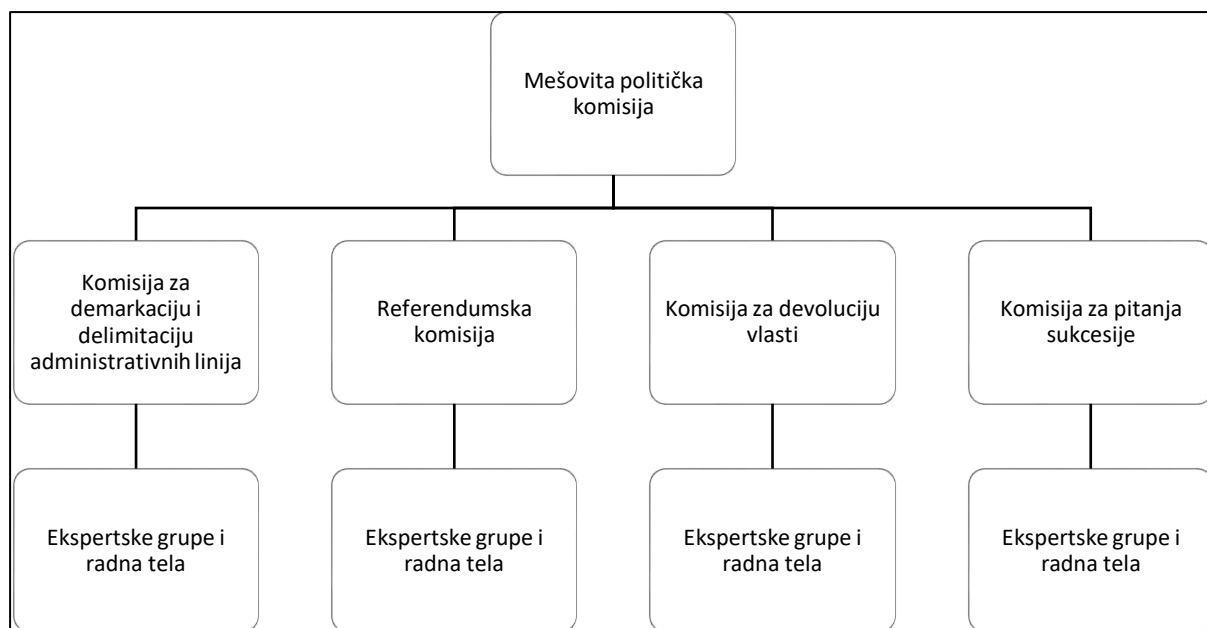 Mešovita politička
komisija
Komisija za
demarkaciju i
delimitaciju
administrativnih linija
Referendumska
komisija
Komisija za devoluciju
vlasti
Komisija za pitanja
sukcesije
Ekspertske grupe i
radna tela
Ekspertske grupe i
radna tela
Ekspertske grupe i
radna tela
Ekspertske grupe i
radna tela